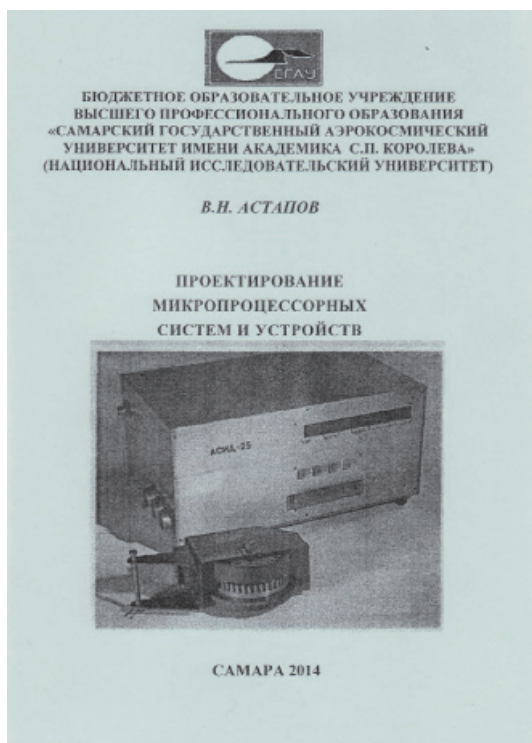 СГАУ
БЮДЖЕТНОЕ ОБРАЗОВАТЕЛЬНОЕ УЧРЕЖДЕНИЕ
ВЫСШЕГО ПРОФЕССИОНАЛЬНОГО ОБРАЗОВАНИЯ
«САМАРСКИЙ ГОСУДАРСТВЕННЫЙ АЭРОКОСМИЧЕСКИЙ
УНИВЕРСИТЕТ ИМЕНИ АКАДЕМИКА С.П. КОРОЛЕВА»
(НАЦИОНАЛЬНЫЙ ИССЛЕДОВАТЕЛЬСКИЙ УНИВЕРСИТЕТ)
В.Н. АСТАПОВ
ПРОЕКТИРОВАНИЕ
МИКРОПРОЦЕССОРНЫХ
СИСТЕМ И УСТРОЙСТВ
АСИД-25
САМАРА 2014